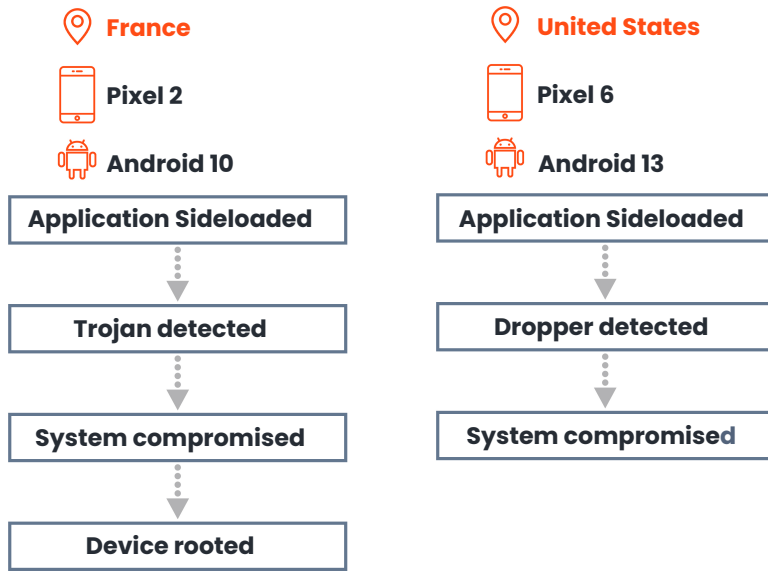 France
Pixel 2
Android 10
Application Sideloaded
Trojan detected
System compromised
Device rooted
United States
Pixel 6
Android 13
Application Sideloaded
Dropper detected
System compromised